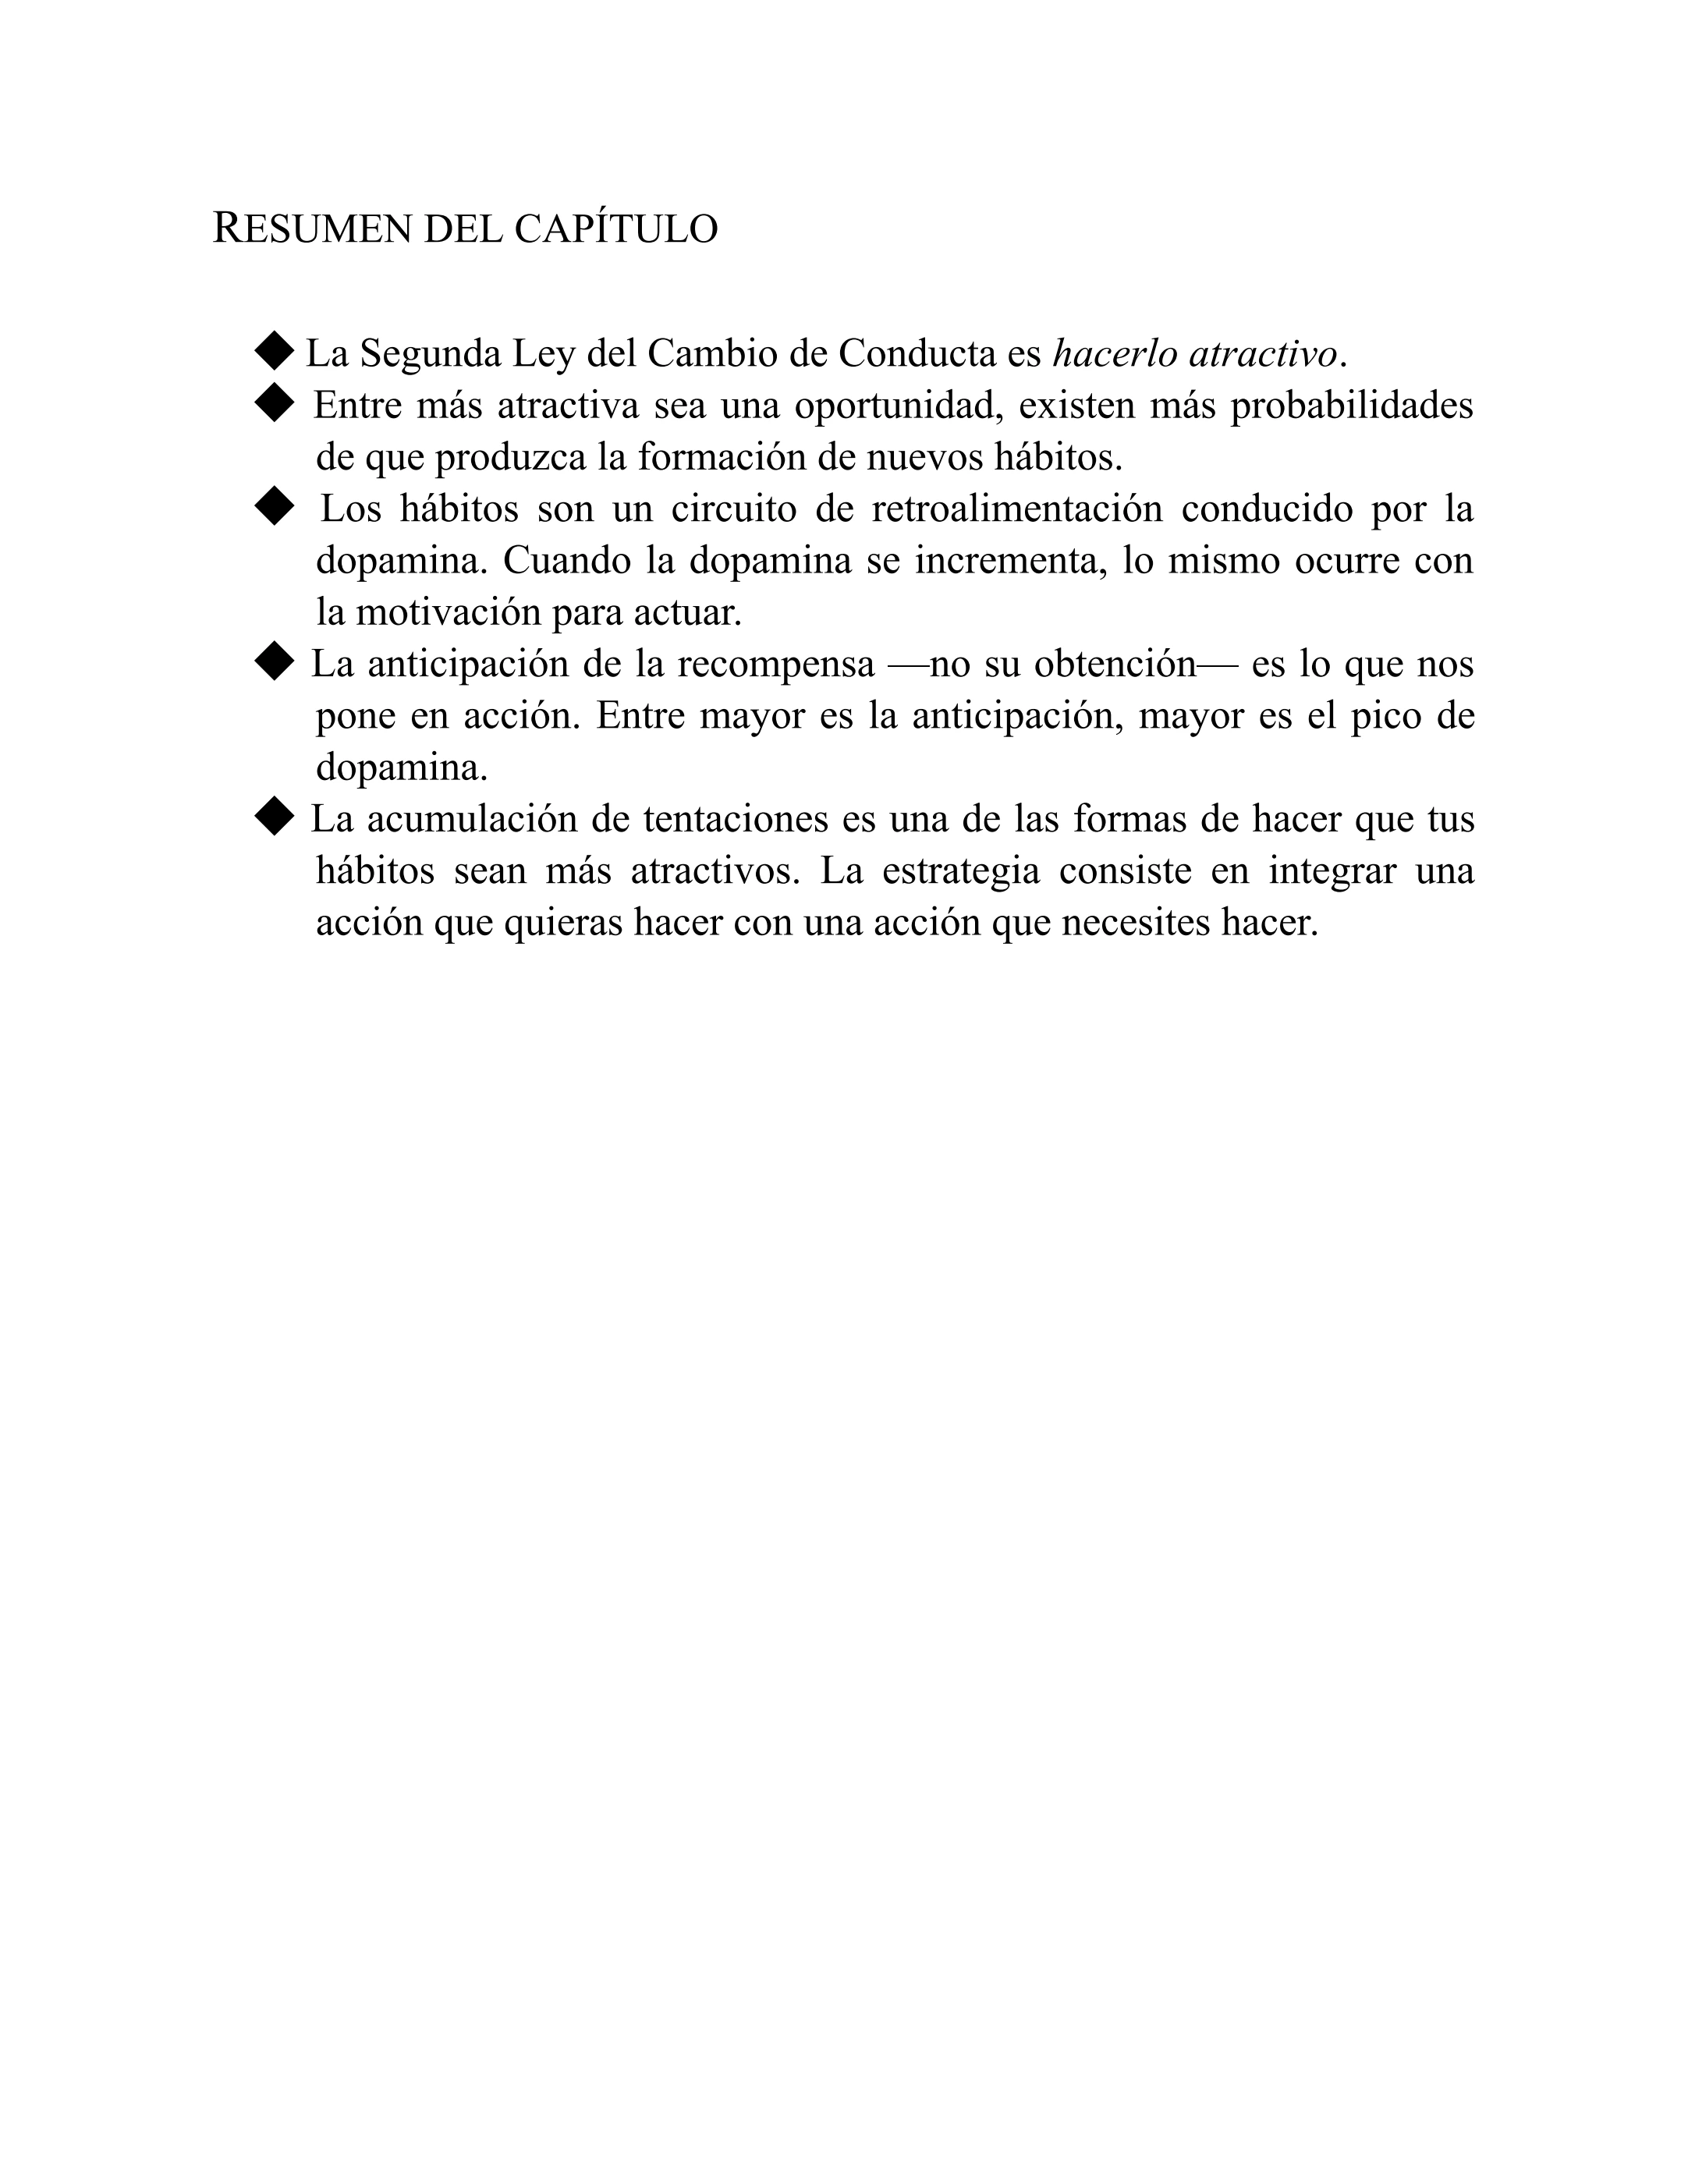 RESUMEN DEL CAPÍTULO
◆ La Segunda Ley del Cambio de Conducta es hacerlo atractivo.
◆ Entre más atractiva sea una oportunidad, existen más probabilidades
de que produzca la formación de nuevos hábitos.
◆ Los hábitos son un circuito de retroalimentación conducido por la
dopamina. Cuando la dopamina se incrementa, lo mismo ocurre con
la motivación para actuar.
◆ La anticipación de la recompensa —no su obtención— es lo que nos
pone en acción. Entre mayor es la anticipación, mayor es el pico de
dopamina.
◆ La acumulación de tentaciones es una de las formas de hacer que tus
hábitos sean más atractivos. La estrategia consiste en integrar una
acción que quieras hacer con una acción que necesites hacer.